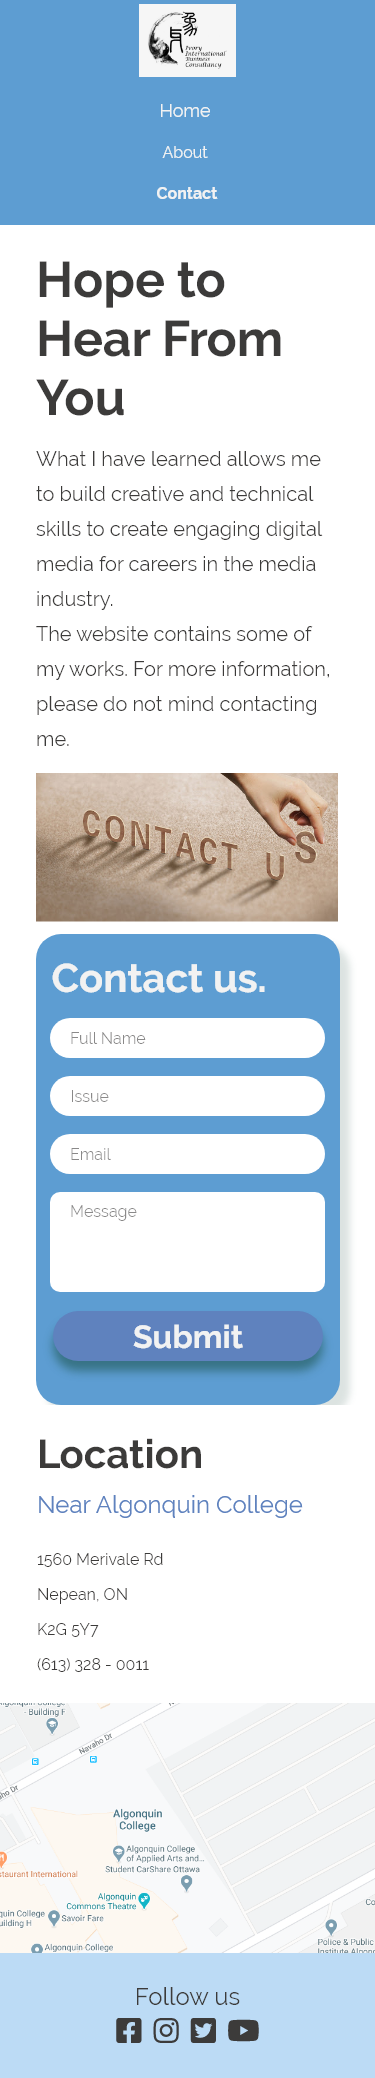 Ivory
International
Business
Consultancy
Home
About
Contact
Hope to
Hear From
You
What I have learned allows me
to build creative and technical
skills to create engaging digital
media for careers in the media
industry.
The website contains some of
my works. For more information,
please do not mind contacting
me.
CONTACT US
Contact us.
Full Name
Issue
Email
Message
Submit
Location
Near Algonquin College
1560 Merivale Rd
Nepean, ON
K2G 5Y7
(613) 328 - 0011
- Building F
Navaho Dr
Algonquin
College
Algonquin College
of Applied Arts and...
Student CarShare Ottawa
taurant International
Algonquin
Commons Theatre
quin College
uilding H
Savoir Fare
Algonquin College
Police & Public
Follow us